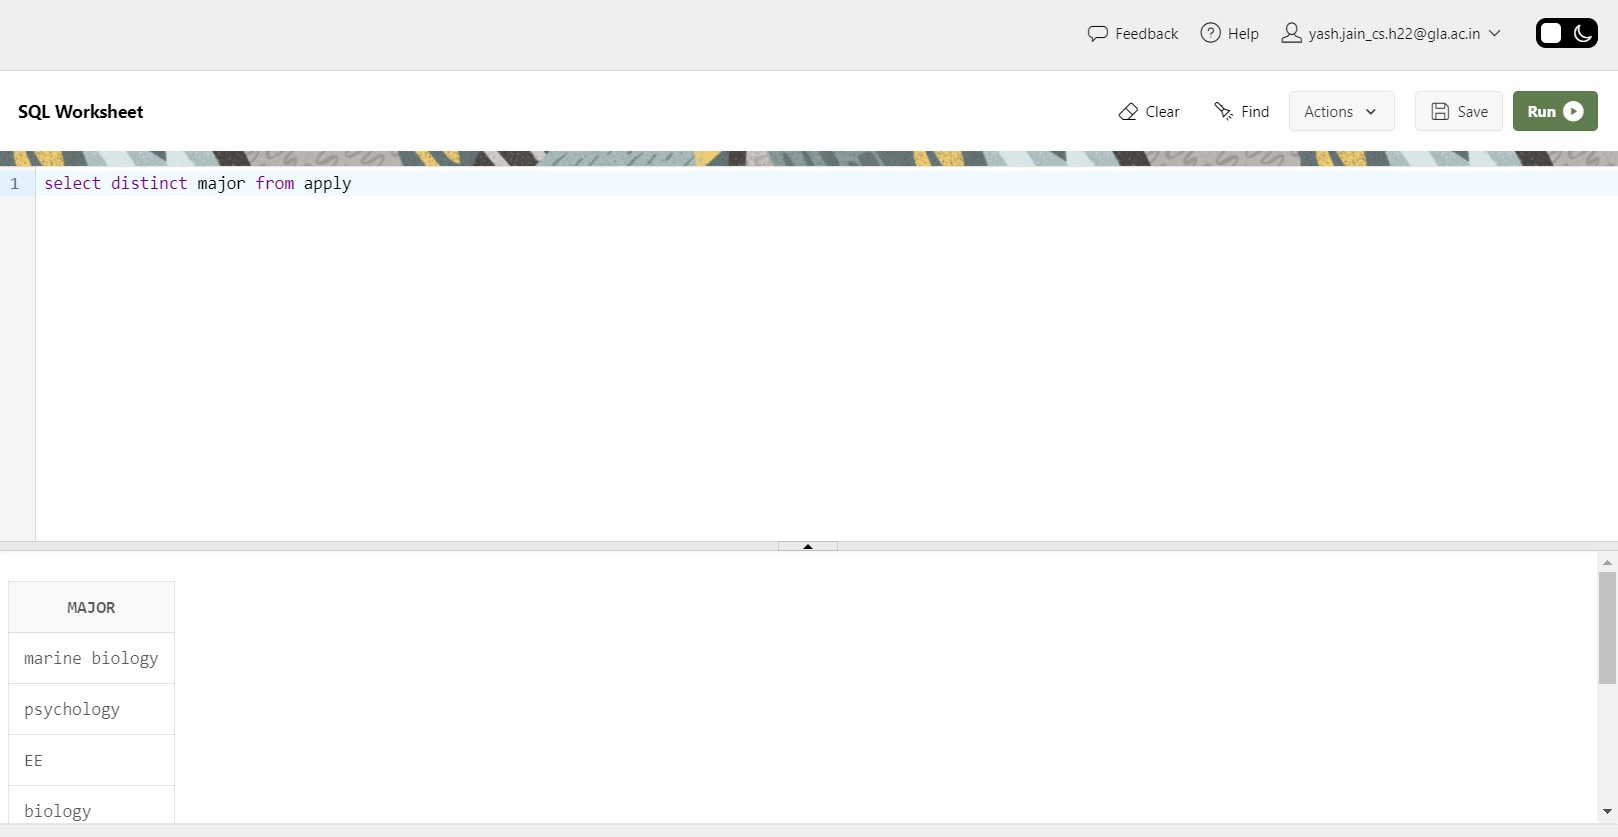 Feedback Help yash.jain_cs.h22@gla.ac.in
SQL Worksheet Clear Find Actions Save Run
1 select distinct major from apply
MAJOR
marine biology
psychology
EE
biology